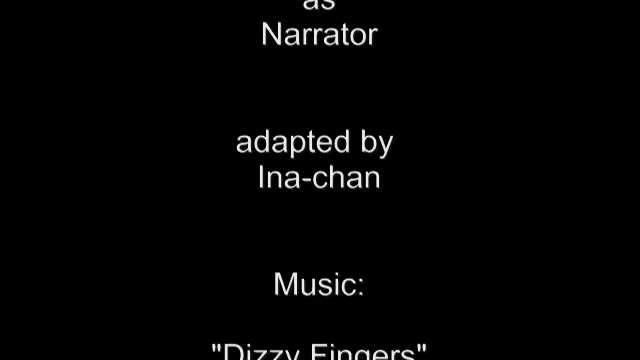 as
Narrator
adapted by
Ina-chan
Music:
"Dizzy Fingers"